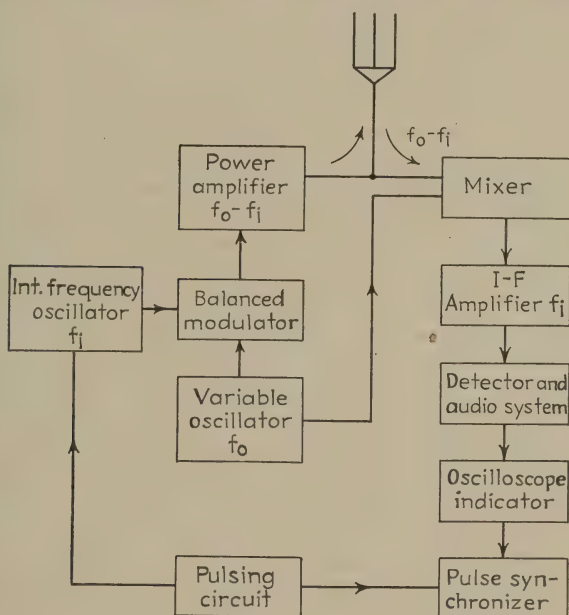 f₀-fᵢ
Power
amplifier
f₀-fᵢ
Mixer
Int. frequency
oscillator
fᵢ
Balanced
modulator
I-F
Amplifier fᵢ
Variable
oscillator
f₀
Detector and
audio system
Oscilloscope
indicator
Pulsing
circuit
Pulse syn-
chronizer